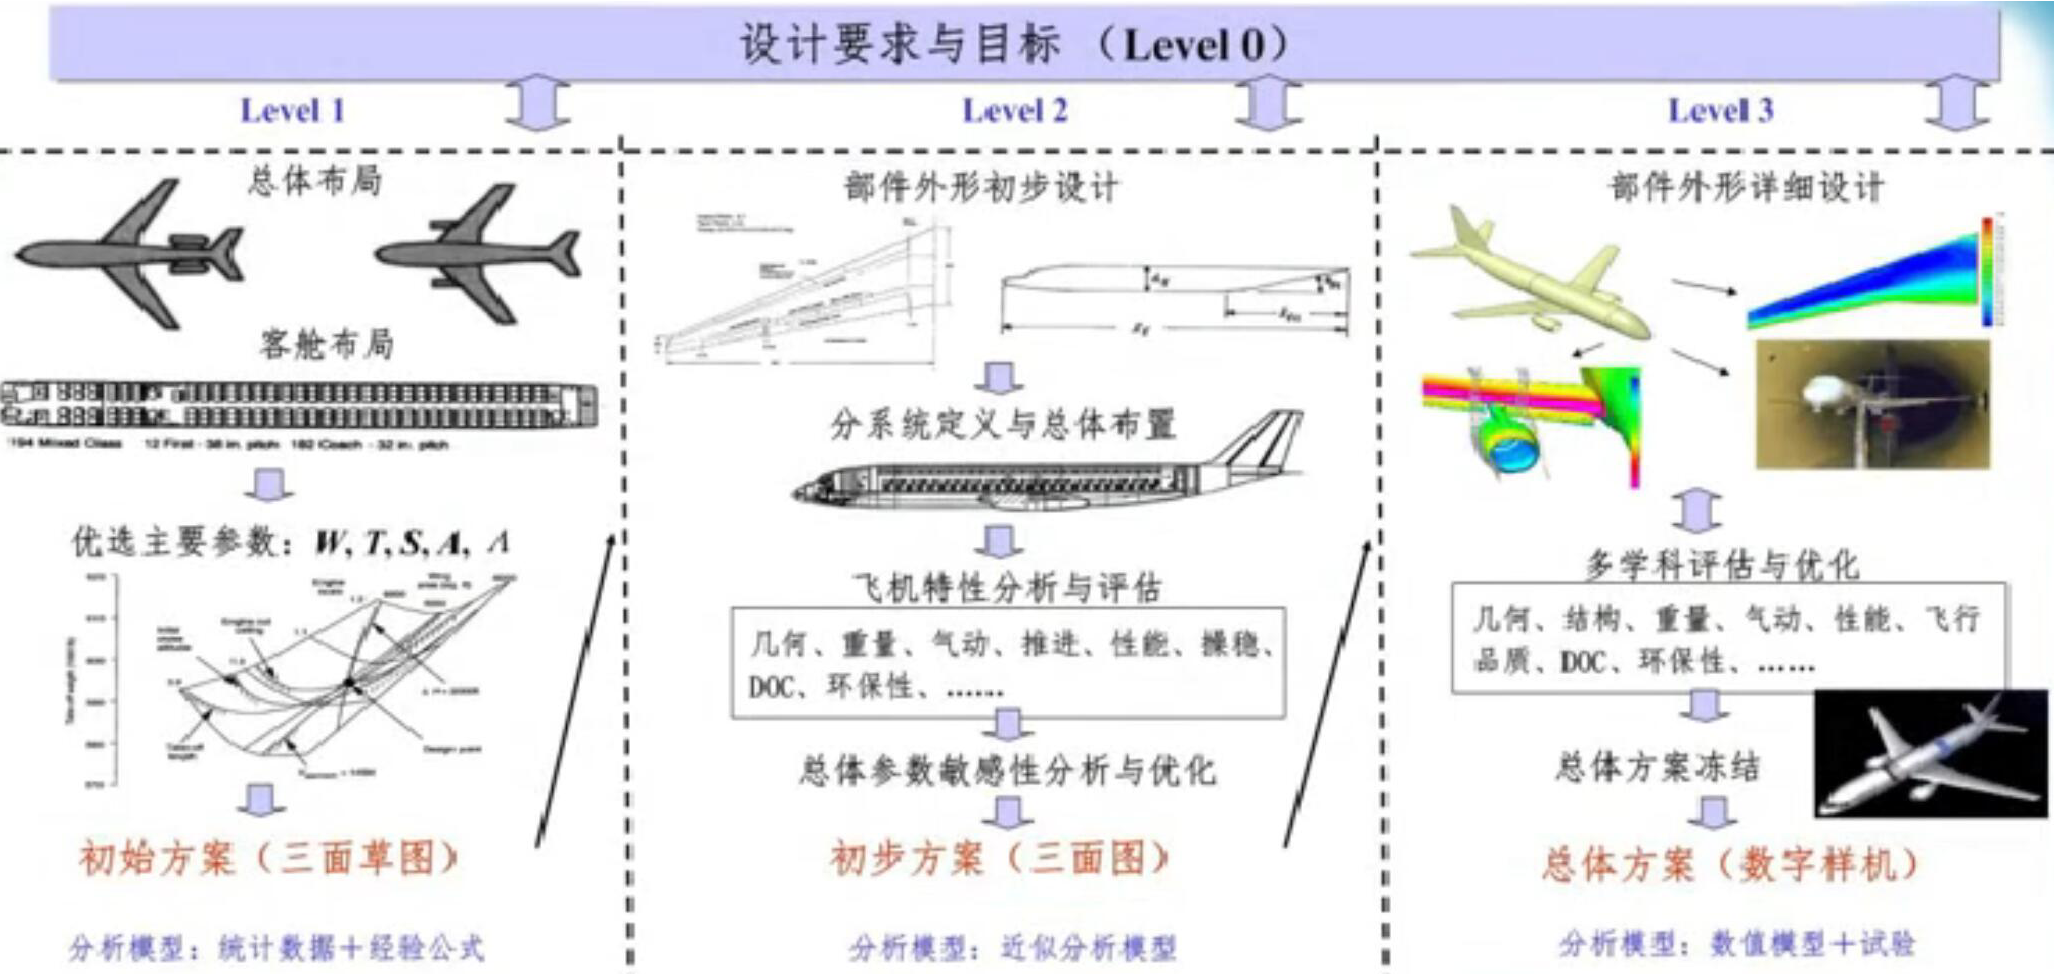 设计要求与目标 （Level 0）
Level 1
总体布局
客舱布局
194 Mixed Class 12 First - 38 in. pitch 182 Coach - 32 in. pitch
优选主要参数：W, T, S, A, Λ
Engine
Wing
Initial
cruise
altitude
Take-off
length
Design point
初始方案（三面草图）
分析模型：统计数据＋经验公式
Level 2
部件外形初步设计
分系统定义与总体布置
飞机特性分析与评估
几何、重量、气动、推进、性能、操稳、
DOC、环保性、……
总体参数敏感性分析与优化
初步方案（三面图）
分析模型：近似分析模型
Level 3
部件外形详细设计
多学科评估与优化
几何、结构、重量、气动、性能、飞行
品质、DOC、环保性、……
总体方案冻结
总体方案（数字样机）
分析模型：数值模型＋试验